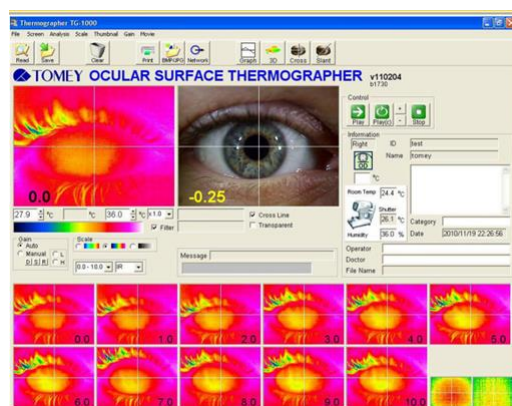 Thermographer TG-1000
File Screen Analysis Scale Thumbnail Gain Movie
Read Save Clear Print BMP/JPG Network Graph 3D Cross Slant
TOMEY OCULAR SURFACE THERMOGRAPHER v110204
Control
Play Play(c) + - Stop
Information
Right ID test
Name tomey
°C
0.0 -0.25
Room Temp 24.4 °C
Shutter
26.1 °C
Humidity 36.0 %
Category
Date 2010/11/19 22:26:56
27.9 °C °C 36.0 °C x1.0
Filter
Cross Line
Transparent
Gain
Auto
Manual L
D S R H
Scale
0.0 - 10.0 IR
Message
Operator
Doctor
File Name
0.0 1.0 2.0 3.0 4.0 5.0
6.0 7.0 8.0 9.0 10.0